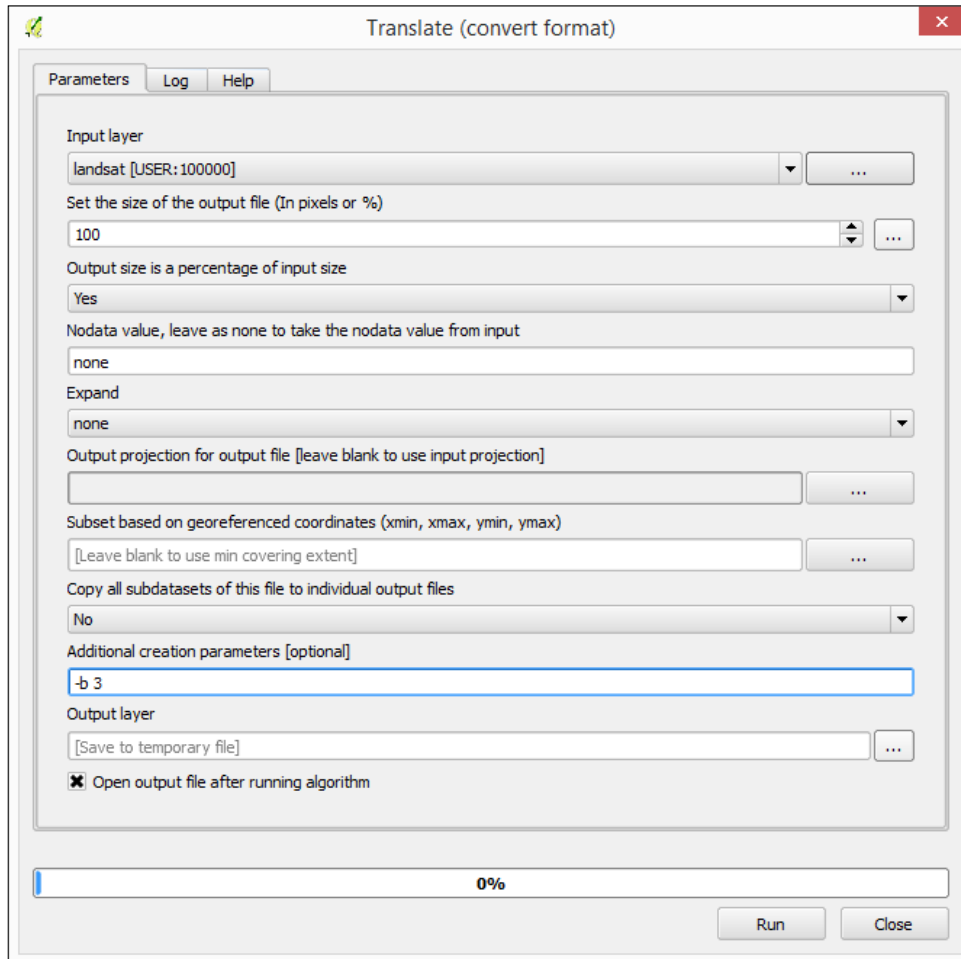 Translate (convert format)
Parameters Log Help
Input layer
landsat [USER:100000]
...
Set the size of the output file (In pixels or %)
100
...
Output size is a percentage of input size
Yes
Nodata value, leave as none to take the nodata value from input
none
Expand
none
Output projection for output file [leave blank to use input projection]
...
Subset based on georeferenced coordinates (xmin, xmax, ymin, ymax)
[Leave blank to use min covering extent]
...
Copy all subdatasets of this file to individual output files
No
Additional creation parameters [optional]
-b 3
Output layer
[Save to temporary file]
...
Open output file after running algorithm
0%
Run Close